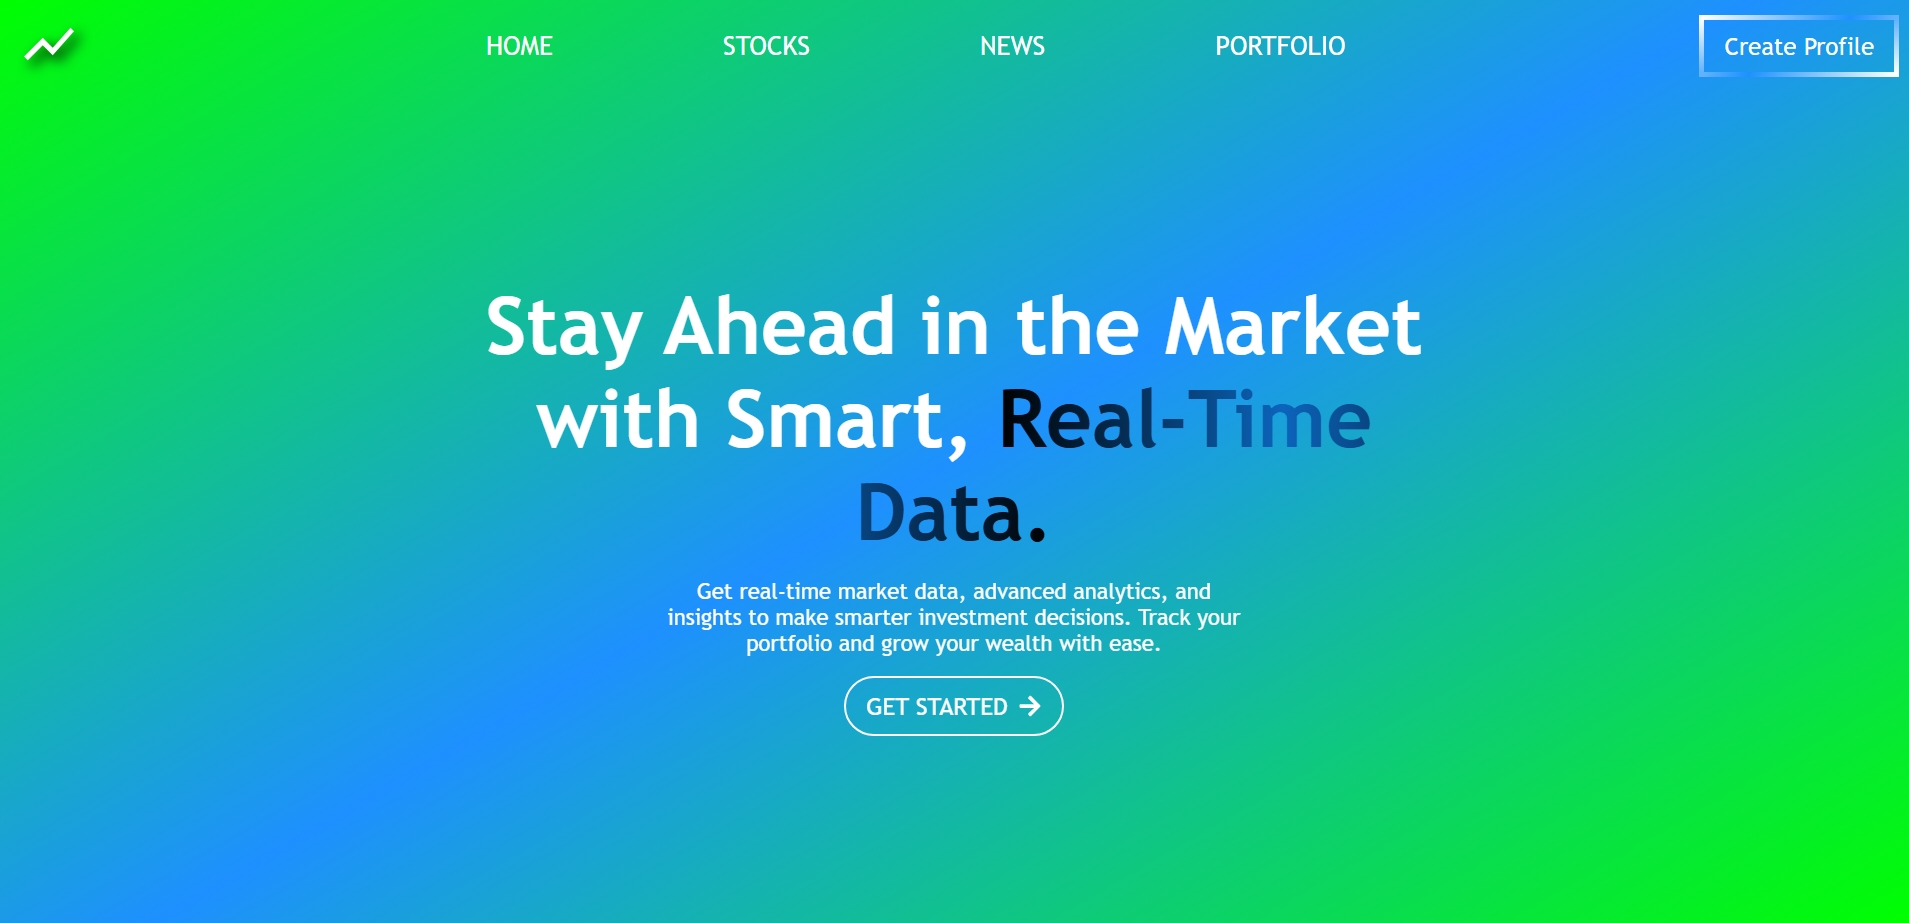 HOME STOCKS NEWS PORTFOLIO Create Profile
Stay Ahead in the Market
with Smart, Real-Time
Data.
Get real-time market data, advanced analytics, and
insights to make smarter investment decisions. Track your
portfolio and grow your wealth with ease.
GET STARTED